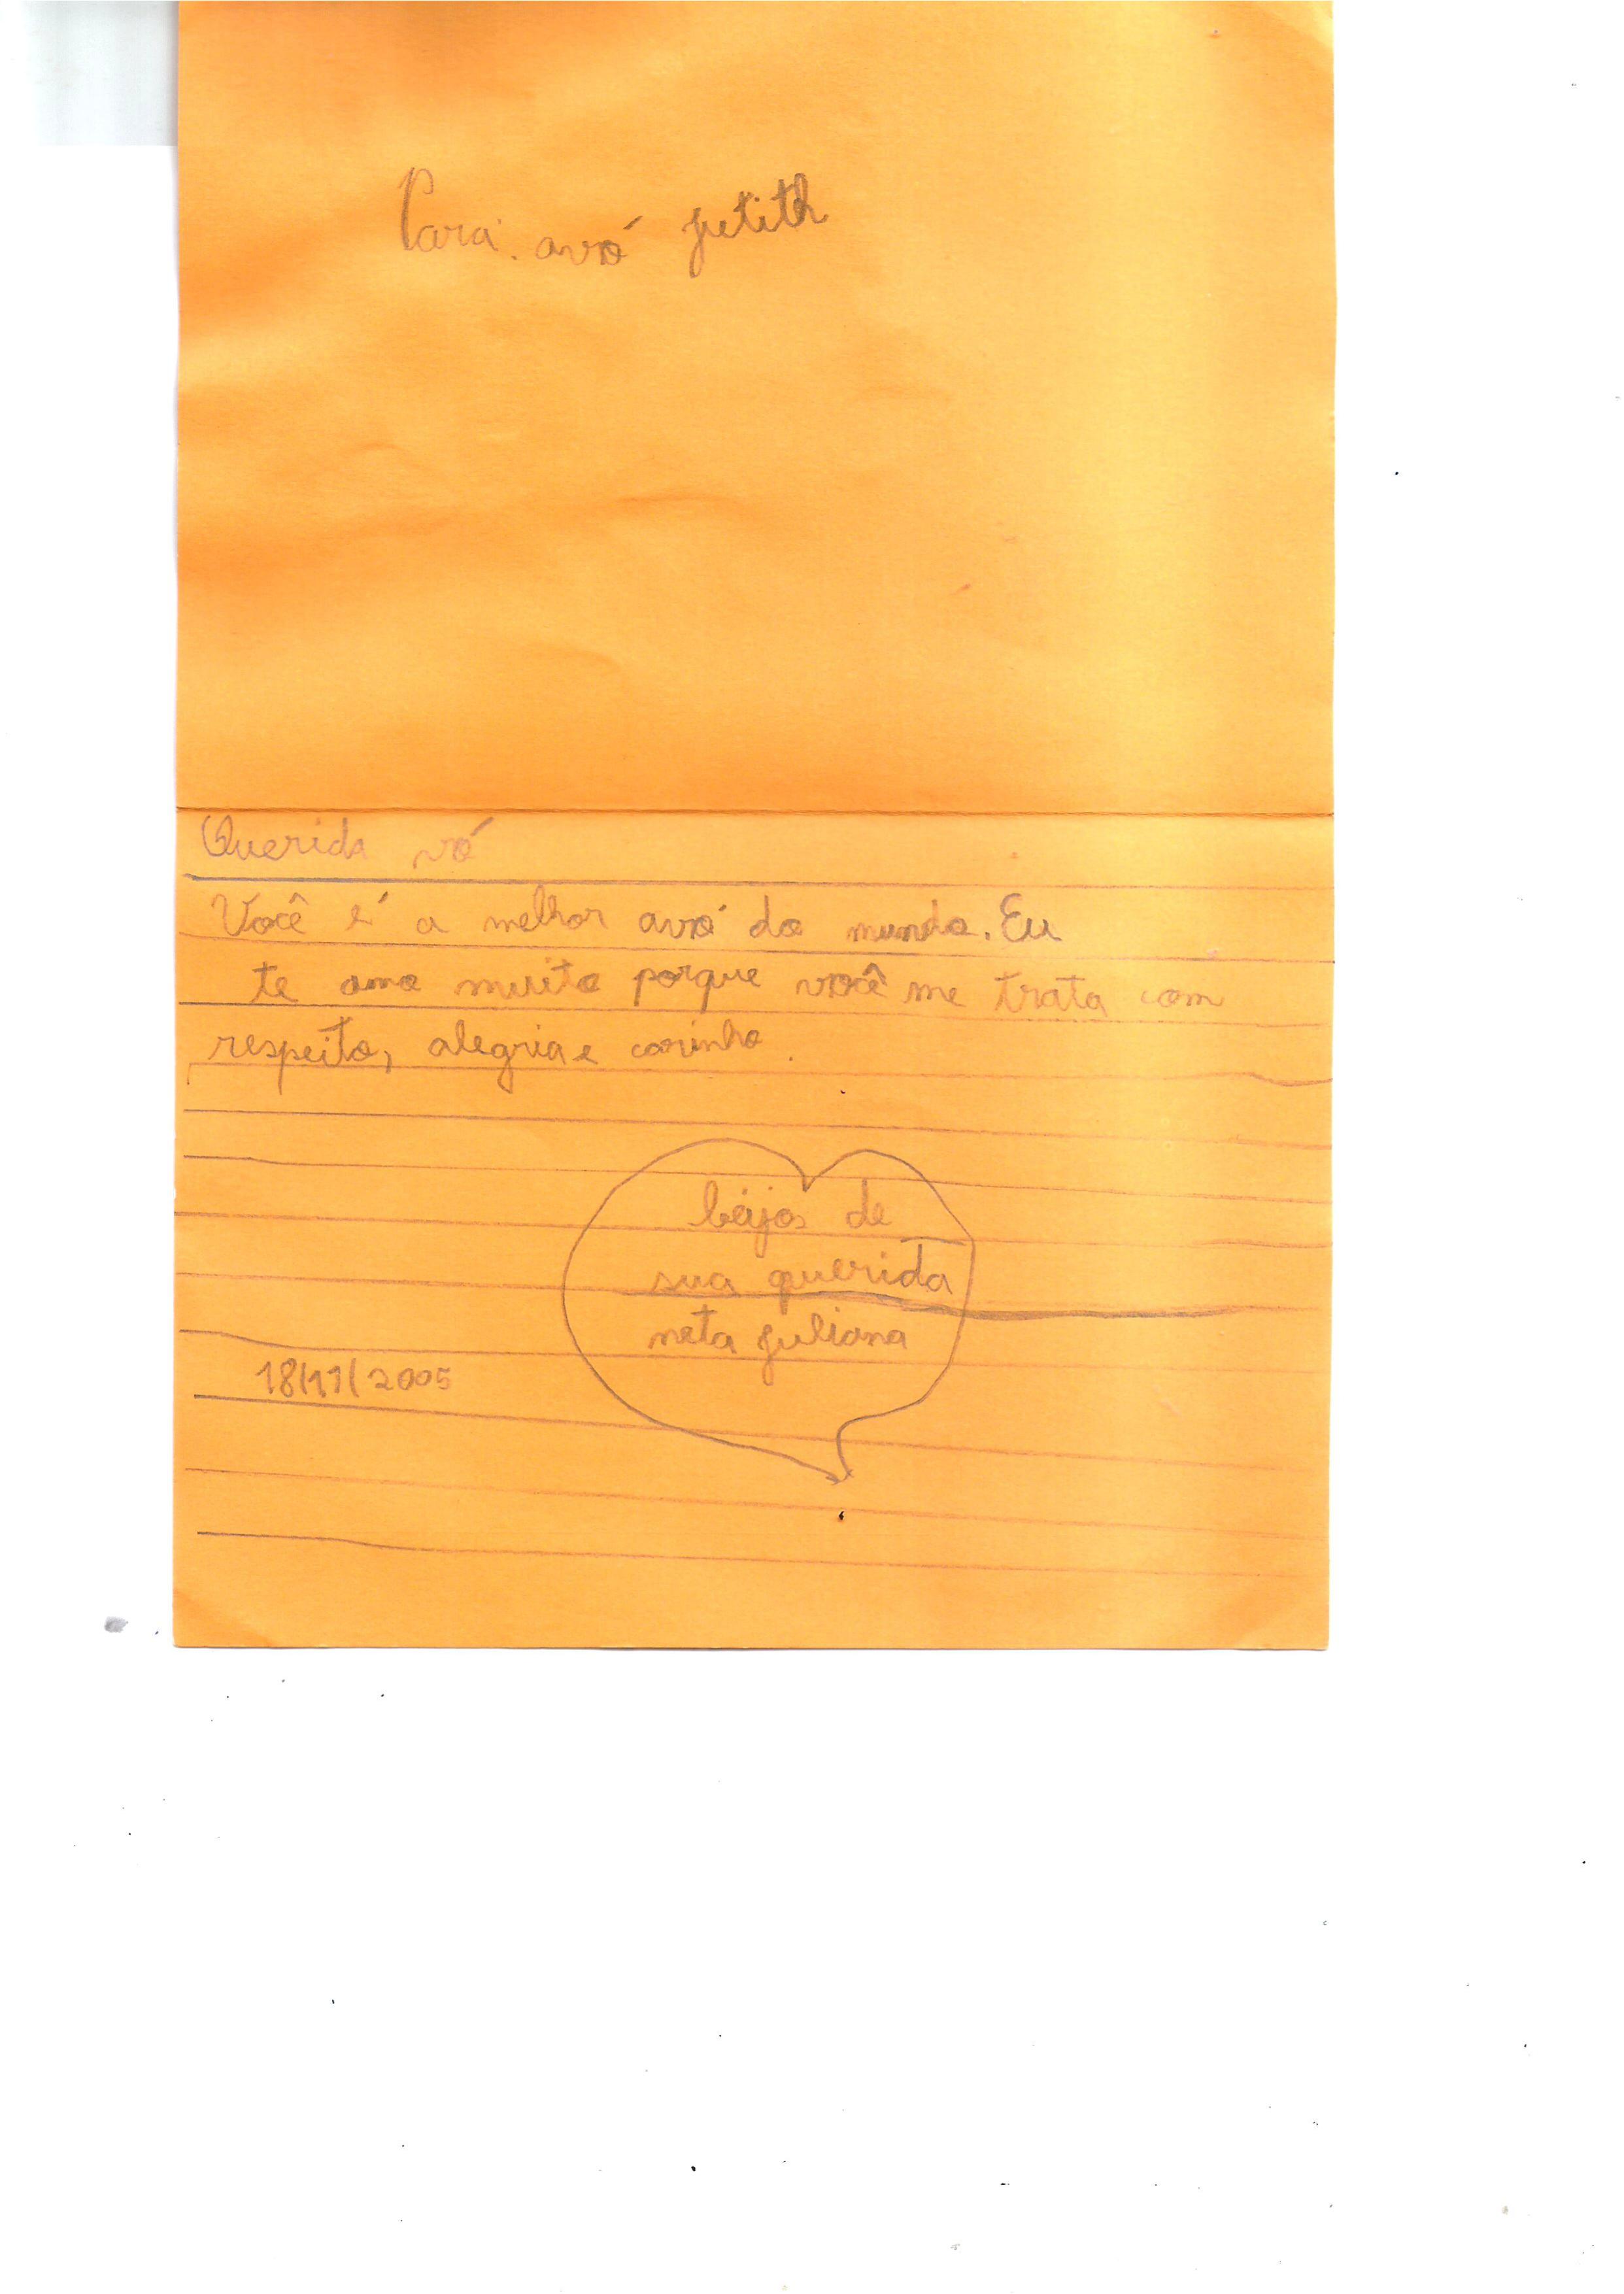 Para: avó jutith
Querida vó
Você é a melhor avó do mundo. Eu
te amo muito porque você me trata com
respeito, alegria e carinho.
beijos de
sua querida
neta juliana
18/11/2005